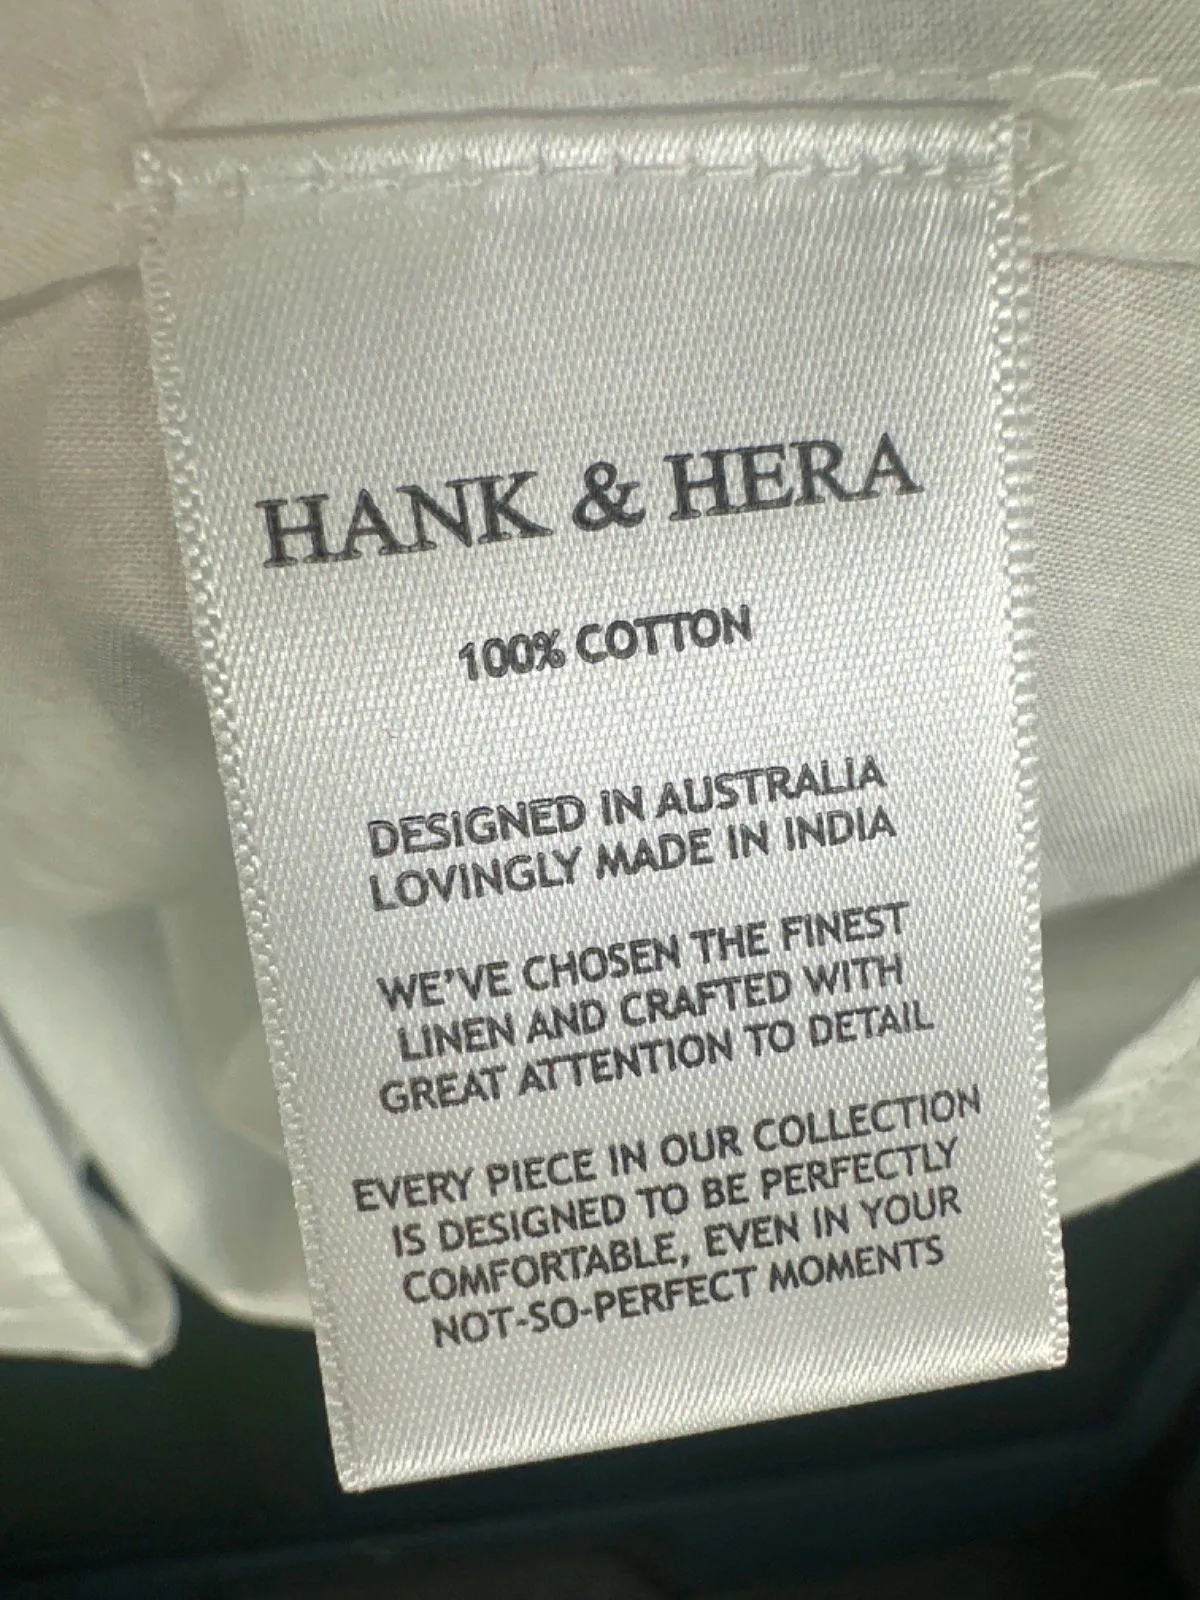 HANK & HERA
100% COTTON
DESIGNED IN AUSTRALIA
LOVINGLY MADE IN INDIA
WE'VE CHOSEN THE FINEST
LINEN AND CRAFTED WITH
GREAT ATTENTION TO DETAIL
EVERY PIECE IN OUR COLLECTION
IS DESIGNED TO BE PERFECTLY
COMFORTABLE, EVEN IN YOUR
NOT-SO-PERFECT MOMENTS